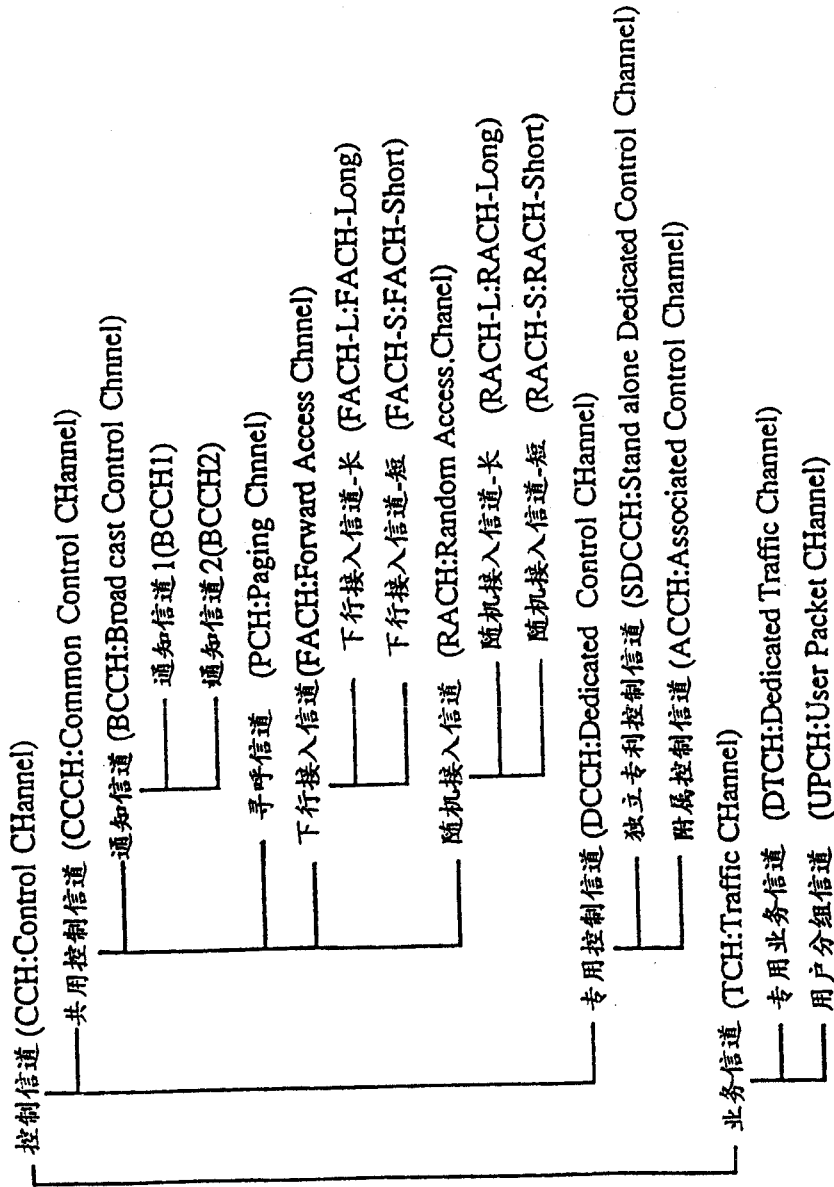 控制信道 (CCH:Control CHannel)
共用控制信道 (CCCH:Common Control CHannel)
通知信道 (BCCH:Broad cast Control Chnnel)
通知信道1(BCCH1)
通知信道2(BCCH2)
寻呼信道 (PCH:Paging Chnnel)
下行接入信道(FACH:Forward Access Chnnel)
下行接入信道-长 (FACH-L:FACH-Long)
下行接入信道-短 (FACH-S:FACH-Short)
随机接入信道 (RACH:Random Access.Chanel)
随机接入信道-长 (RACH-L:RACH-Long)
随机接入信道-短 (RACH-S:RACH-Short)
专用控制信道(DCCH:Dedicated Control CHannel)
独立专利控制信道 (SDCCH:Stand alone Dedicated Control Channel)
附属控制信道 (ACCH:Associated Control Channel)
业务信道 (TCH:Traffic CHannel)
专用业务信道 (DTCH:Dedicated Traffic Channel)
用户分组信道 (UPCH:User Packet CHannel)